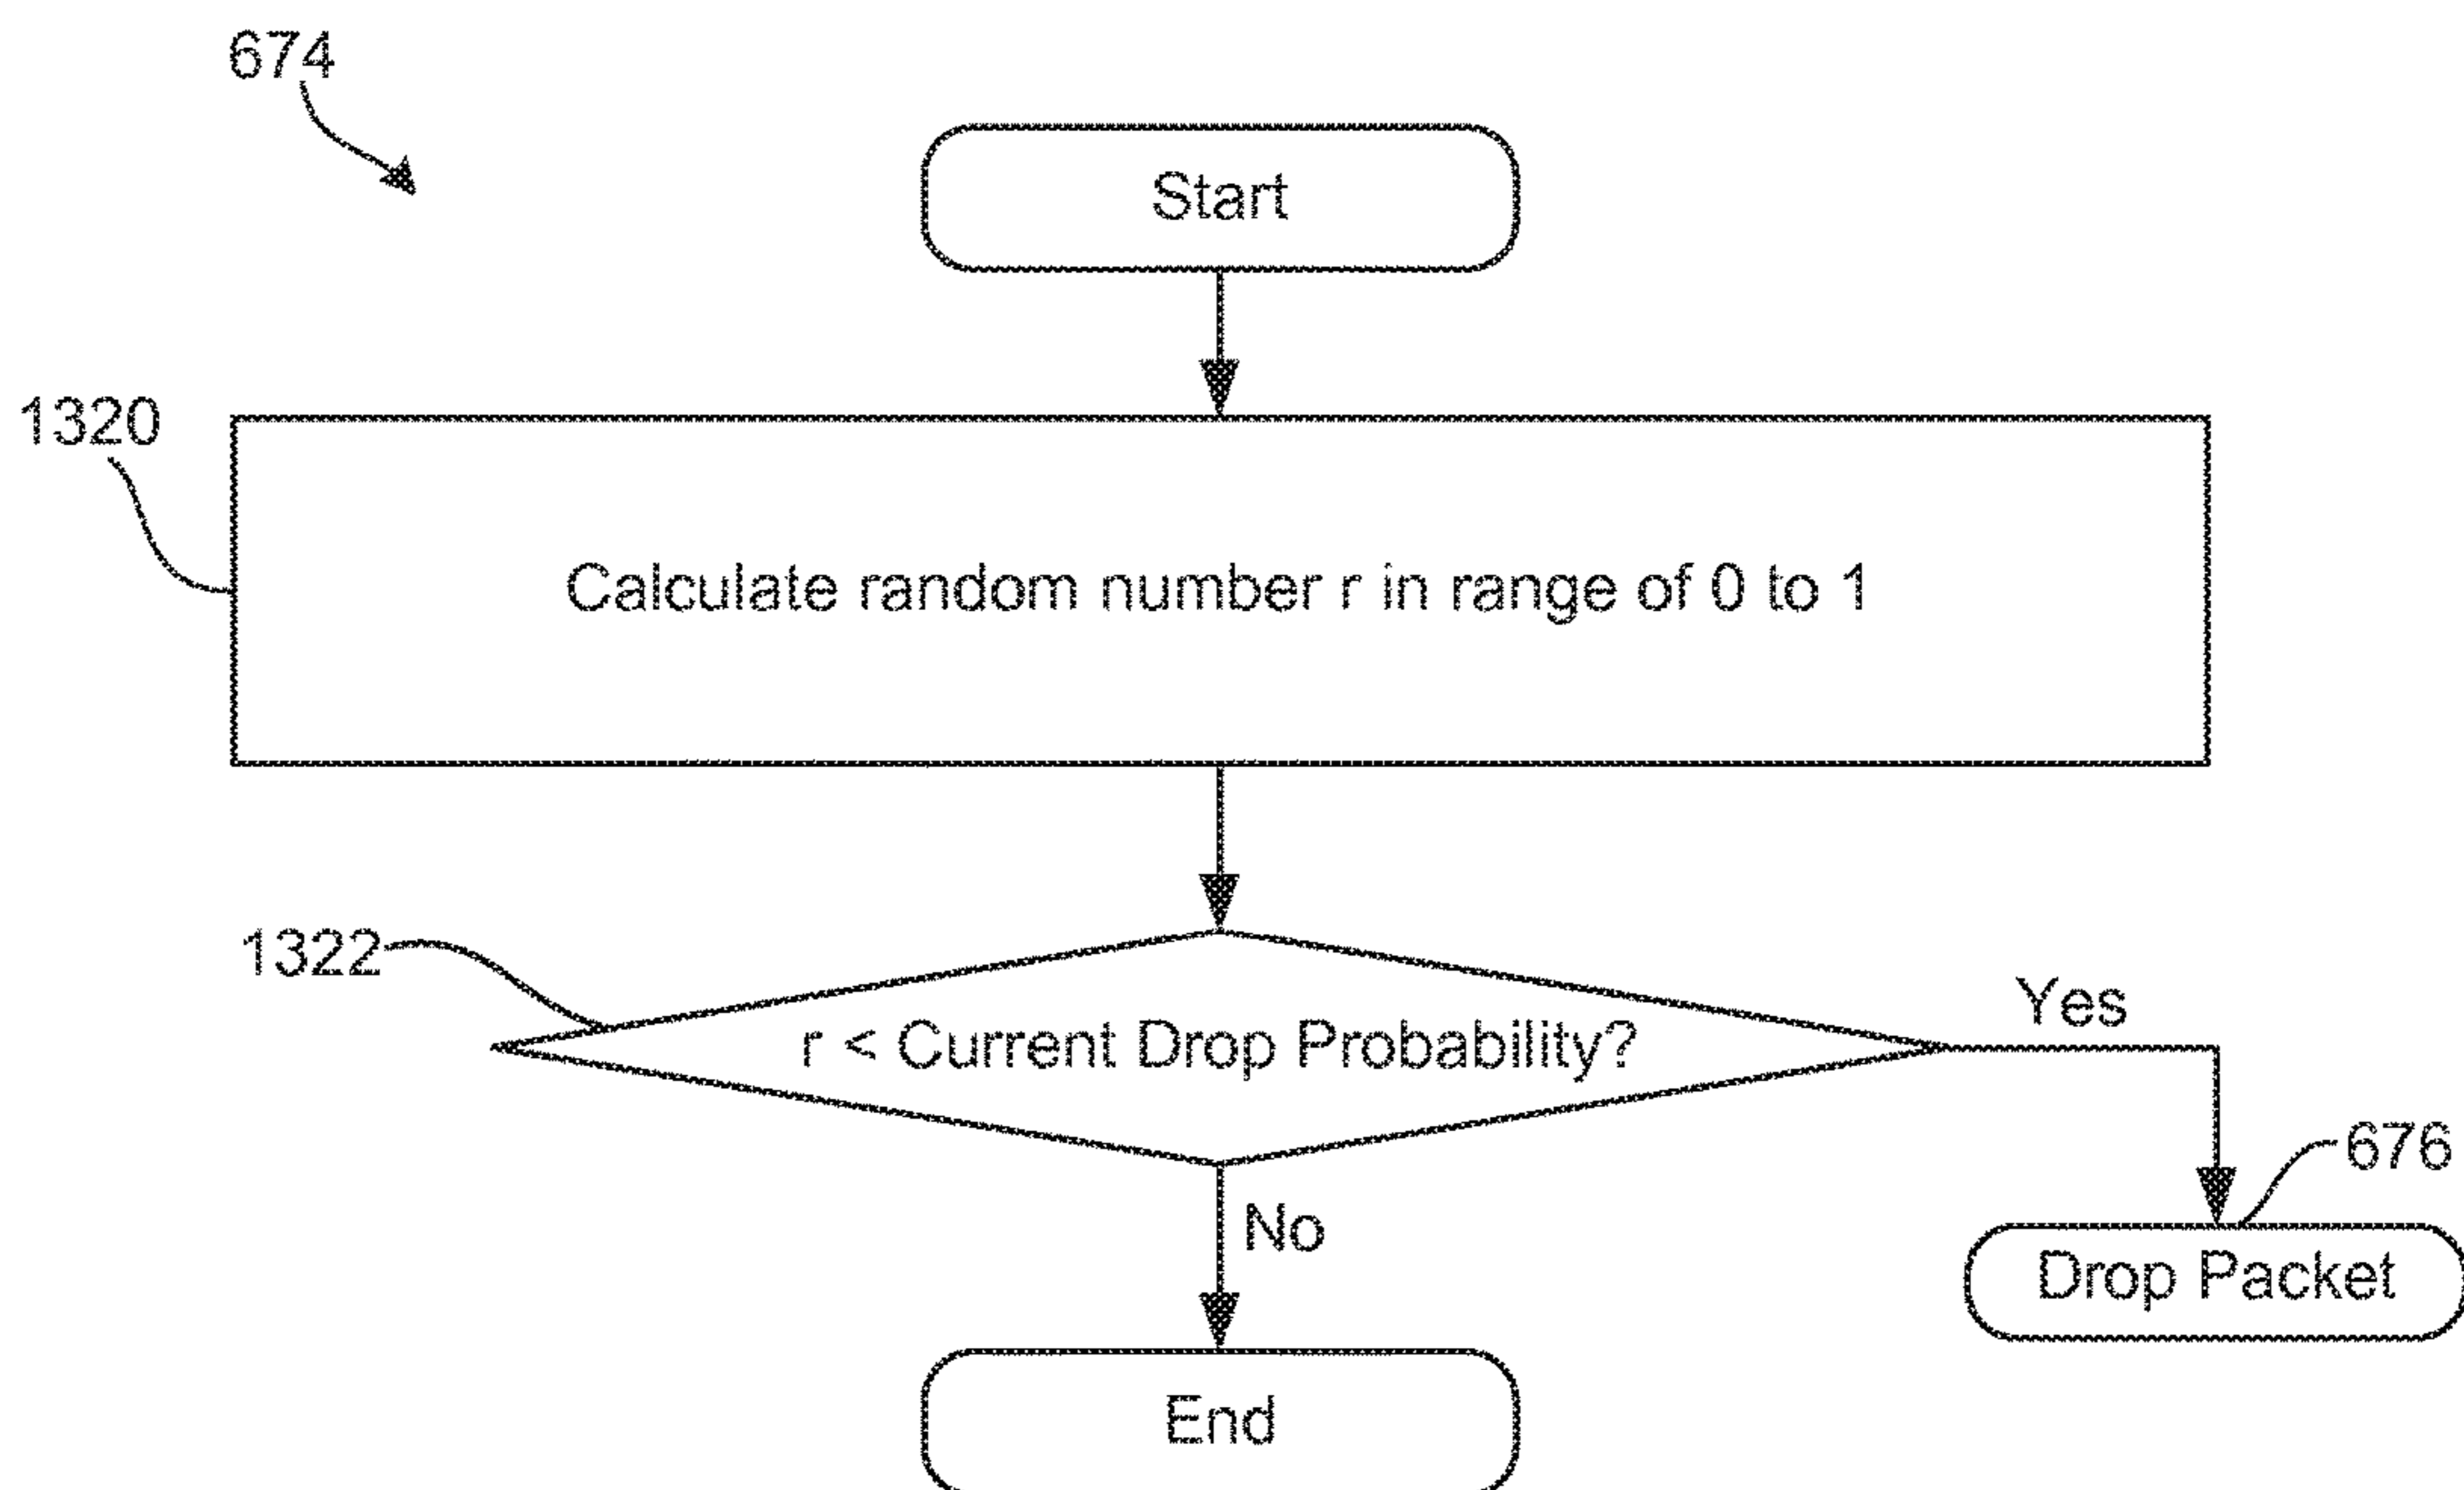 674
Start
1320
Calculate random number r in range of 0 to 1
1322
r < Current Drop Probability?
Yes
676
No
Drop Packet
End